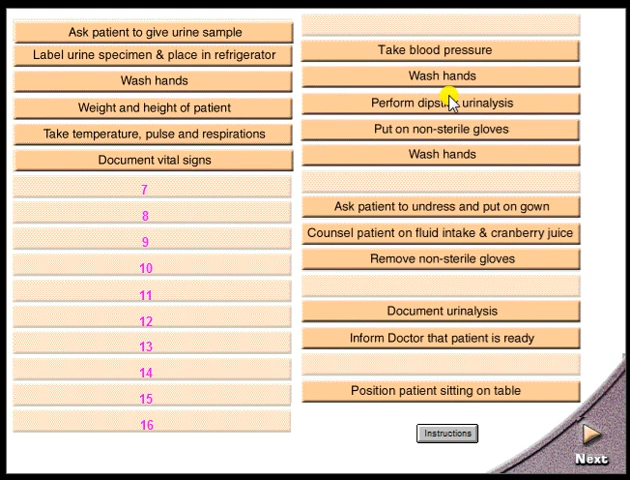 Ask patient to give urine sample
Label urine specimen & place in refrigerator
Wash hands
Weight and height of patient
Take temperature, pulse and respirations
Document vital signs
7
8
9
10
11
12
13
14
15
16
Take blood pressure
Wash hands
Perform urinalysis
Put on non-sterile gloves
Wash hands
Ask patient to undress and put on gown
Counsel patient on fluid intake & cranberry juice
Remove non-sterile gloves
Document urinalysis
Inform Doctor that patient is ready
Position patient sitting on table
Instructions
Next